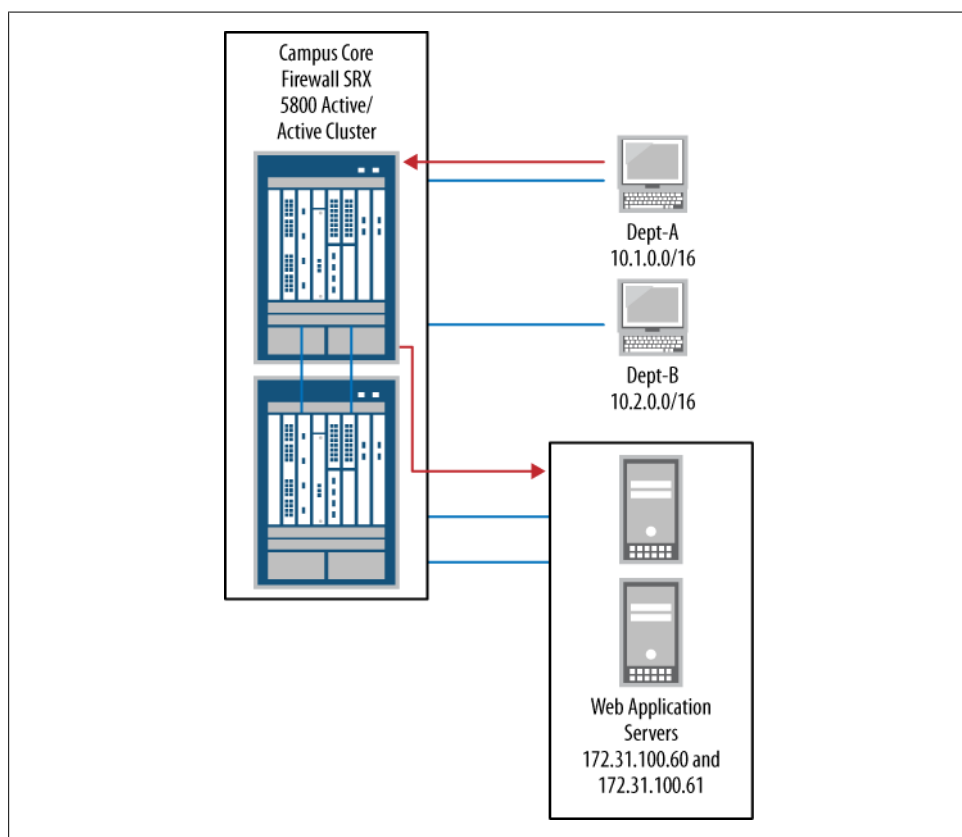 Campus Core
Firewall SRX
5800 Active/
Active Cluster
Dept-A
10.1.0.0/16
Dept-B
10.2.0.0/16
Web Application
Servers
172.31.100.60 and
172.31.100.61